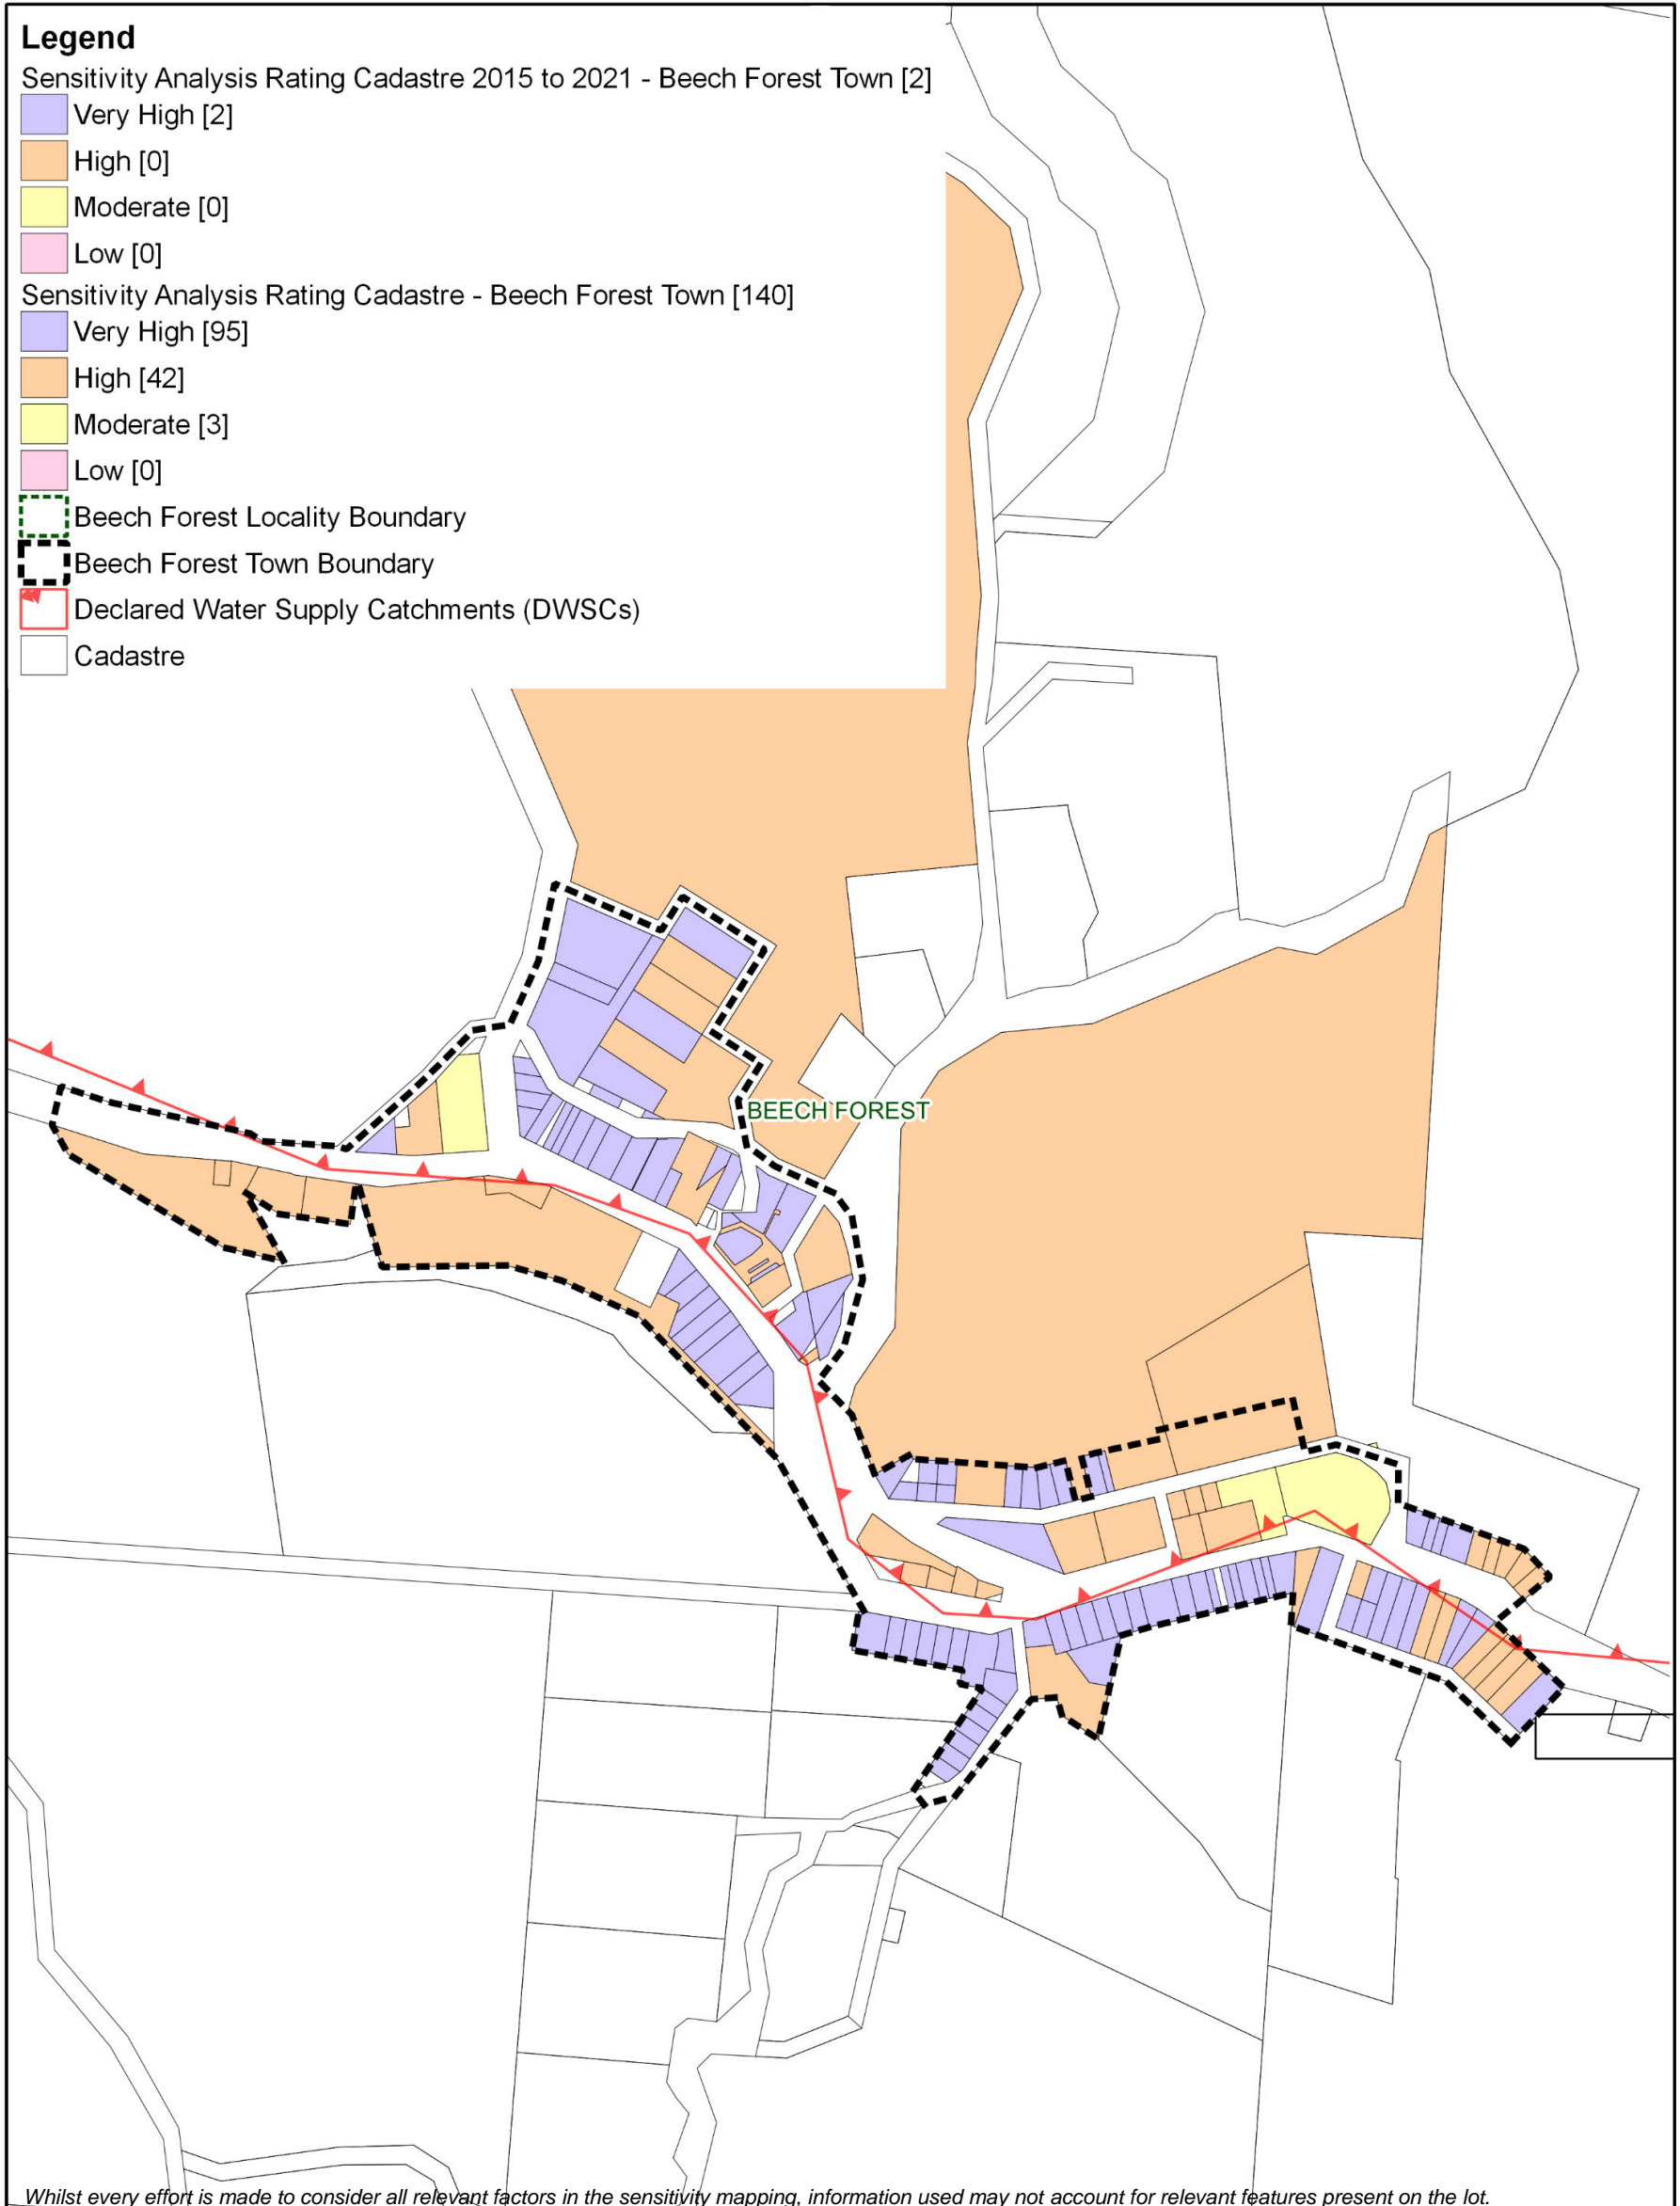 Legend
Sensitivity Analysis Rating Cadastre 2015 to 2021 - Beech Forest Town [2]
Very High [2]
High [0]
Moderate [0]
Low [0]
Sensitivity Analysis Rating Cadastre - Beech Forest Town [140]
Very High [95]
High [42]
Moderate [3]
Low [0]
Beech Forest Locality Boundary
Beech Forest Town Boundary
Declared Water Supply Catchments (DWSCs)
Cadastre
BEECH FOREST
Whilst every effort is made to consider all relevant factors in the sensitivity mapping, information used may not account for relevant features present on the lot.